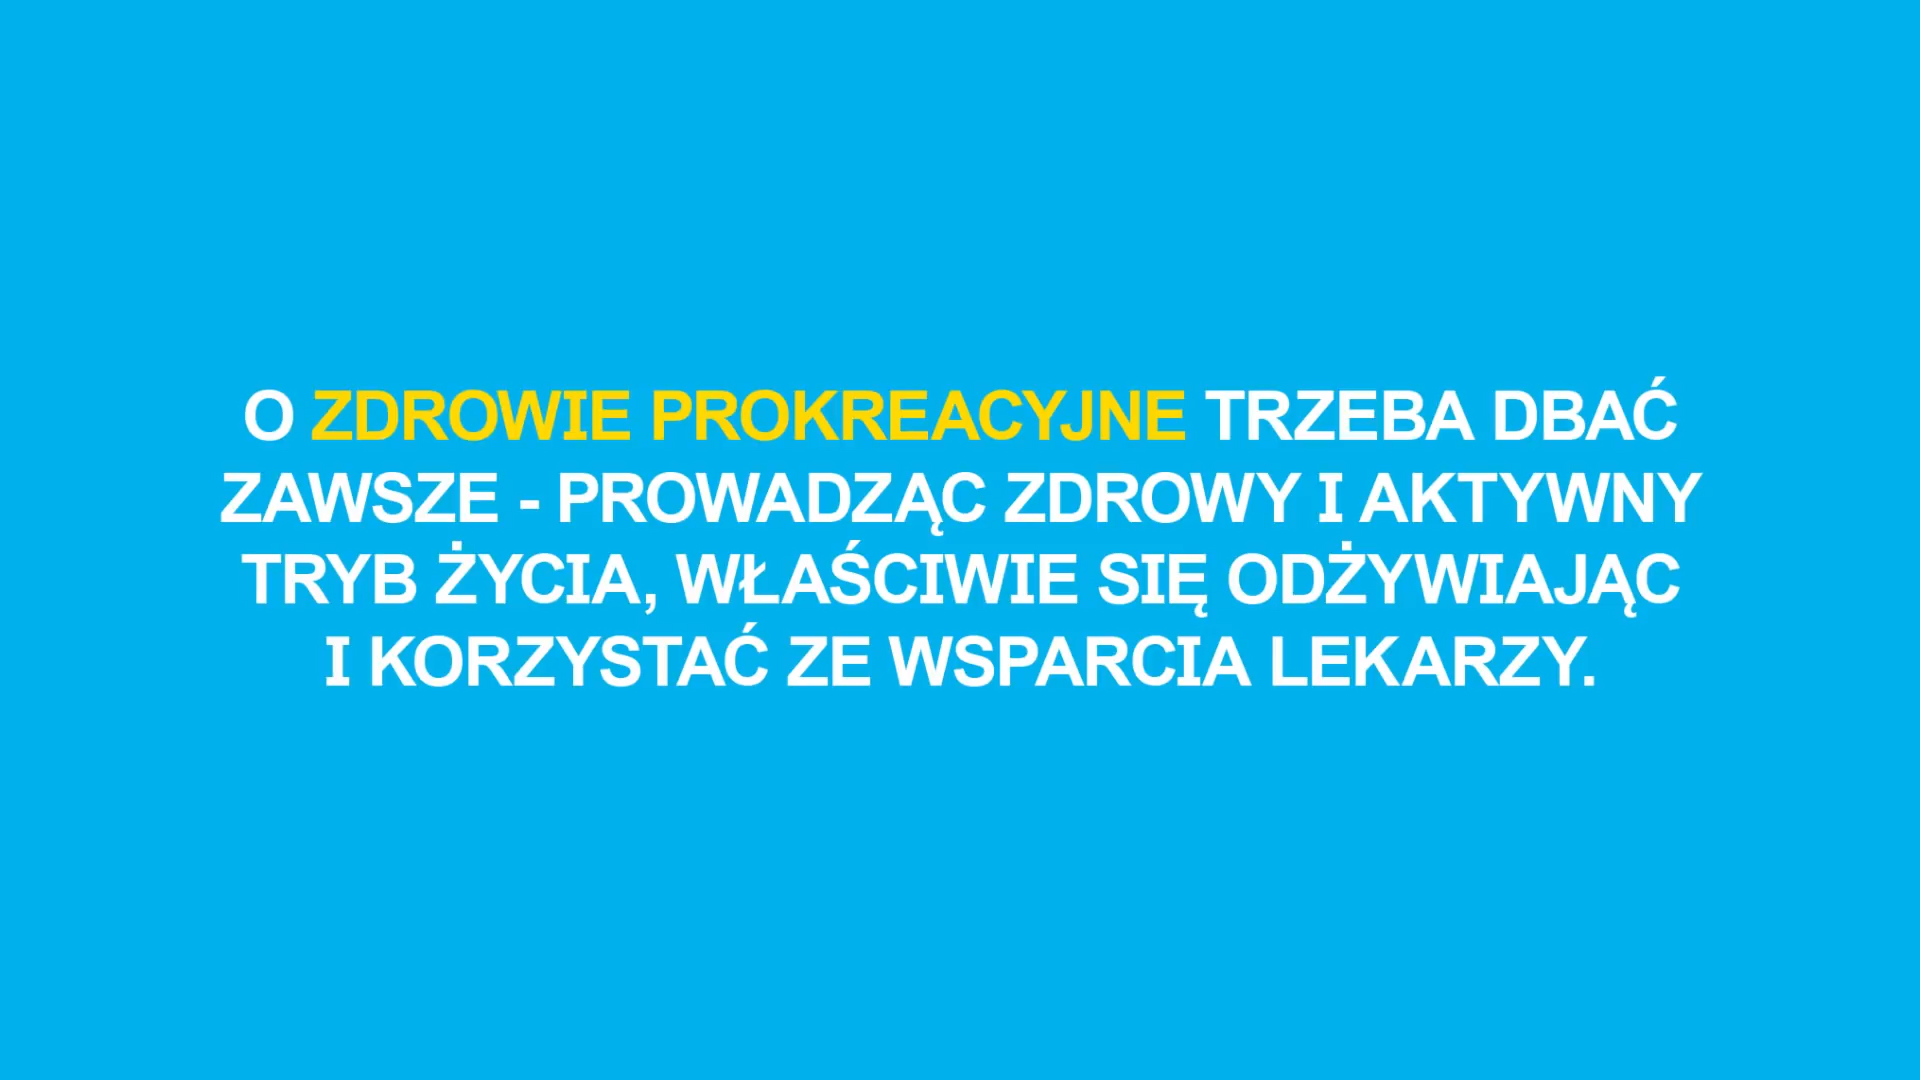 O ZDROWIE PROKREACYJNE TRZEBA DBAĆ
ZAWSZE - PROWADZĄC ZDROWY I AKTYWNY
TRYB ŻYCIA, WŁAŚCIWIE SIĘ ODŻYWIAJĄC
I KORZYSTAĆ ZE WSPARCIA LEKARZY.